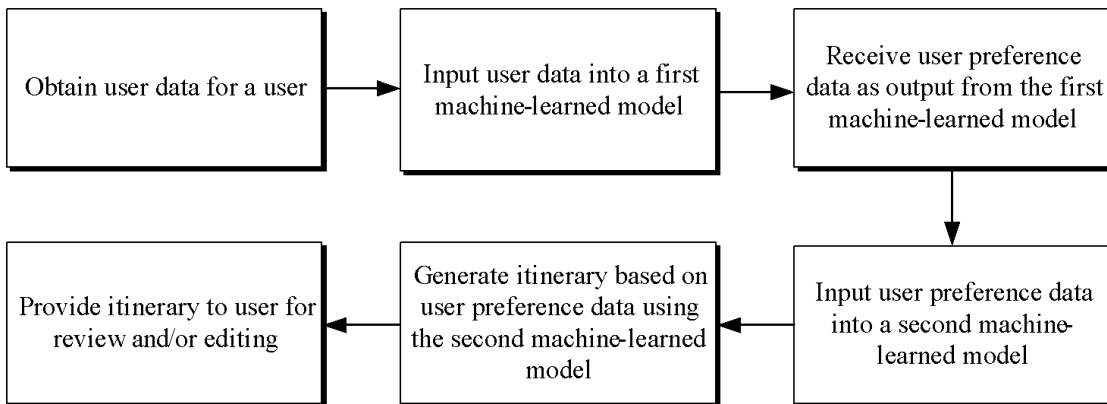 Obtain user data for a user
Input user data into a first
machine-learned model
Receive user preference
data as output from the first
machine-learned model
Input user preference data
into a second machine-
learned model
Generate itinerary based on
user preference data using
the second machine-learned
model
Provide itinerary to user for
review and/or editing